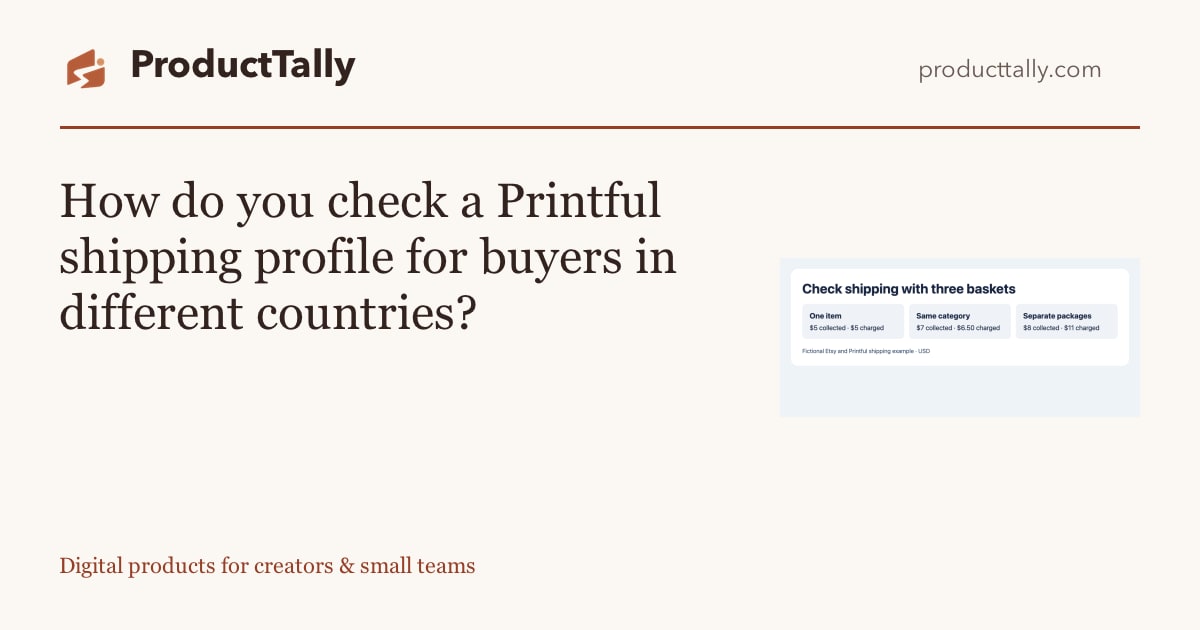 ProductTally
producttally.com
How do you check a Printful
shipping profile for buyers in
different countries?
Check shipping with three baskets
One item
$5 collected · $5 charged
Same category
$7 collected · $6.50 charged
Separate packages
$8 collected · $11 charged
Fictional Etsy and Printful shipping example · USD
Digital products for creators & small teams